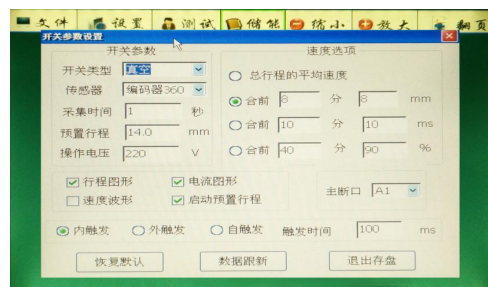 文件 设置 测试 储能 缩小 放大 翻页
开关参数设置
开关参数
开关类型 真空
传感器 编码器360
采集时间 1 秒
预置行程 14.0 mm
操作电压 220 V
速度选项
总行程的平均速度
合前 8 分 8 mm
合前 10 分 10 ms
合前 40 分 90 %
行程图形 电流图形
速度波形 启动预置行程
主断口 A1
内触发 外触发 自触发 触发时间 100 ms
恢复默认 数据跟新 退出存盘